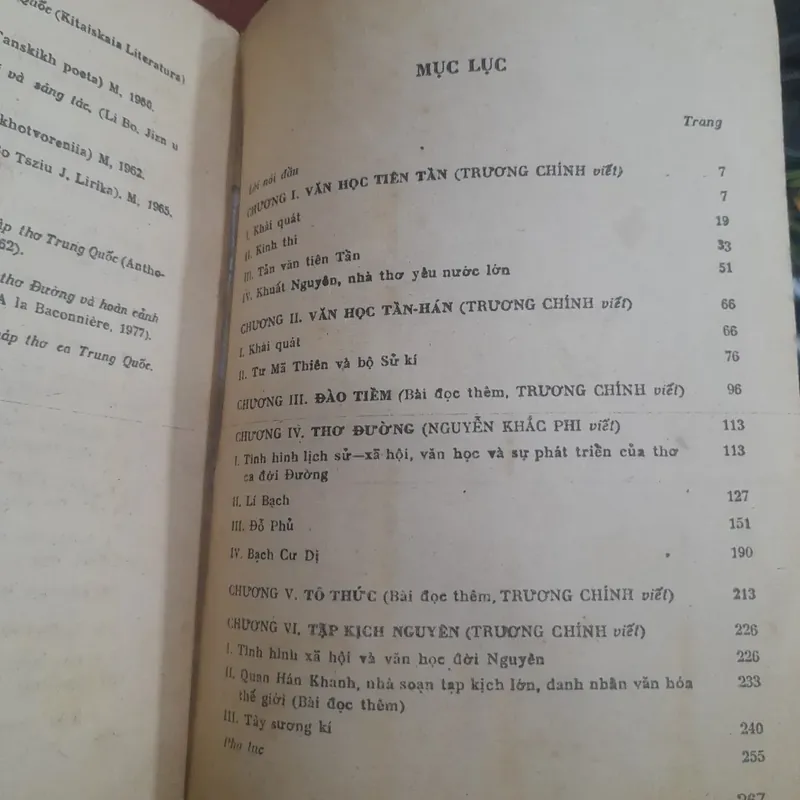 Quốc (Kitaiskaia Literatura)
Tanskikh poeta) M, 1960.
và sáng tác, (Li Bo. Jizn u
khotvoreniia) M, 1962.
o Tsziu J, Lirika). M, 1965.
áp thơ Trung Quốc (Antho-
62).
thơ Đường và hoàn cảnh
A la Baconnière, 1977).
háp thơ ca Trung Quốc.
MỤC LỤC
Trang
Lời nói đầu
CHƯƠNG I. VĂN HỌC TIÊN TẦN (TRƯƠNG CHÍNH viết) 7
I. Khái quát 7
II. Kinh thi 19
III. Tản văn tiên Tần 33
IV. Khuất Nguyên, nhà thơ yêu nước lớn 51
CHƯƠNG II. VĂN HỌC TẦN-HÁN (TRƯƠNG CHÍNH viết) 66
I. Khái quát 66
II. Tư Mã Thiên và bộ Sử kí 76
CHƯƠNG III. ĐÀO TIỀM (Bài đọc thêm, TRƯƠNG CHÍNH viết) 96
CHƯƠNG IV. THƠ ĐƯỜNG (NGUYỄN KHẮC PHI viết) 113
I. Tình hình lịch sử—xã hội, văn học và sự phát triển của thơ 113
ca đời Đường
II. Lí Bạch 127
III. Đỗ Phủ 151
IV. Bạch Cư Dị 190
CHƯƠNG V. TÔ THỨC (Bài đọc thêm, TRƯƠNG CHÍNH viết) 213
CHƯƠNG VI. TẠP KỊCH NGUYÊN (TRƯƠNG CHÍNH viết) 226
I. Tình hình xã hội và văn học đời Nguyên 226
II. Quan Hán Khanh, nhà soạn tạp kịch lớn, danh nhân văn hóa 233
thế giới (Bài đọc thêm)
III. Tây sương kí 240
Phụ lục 255
267